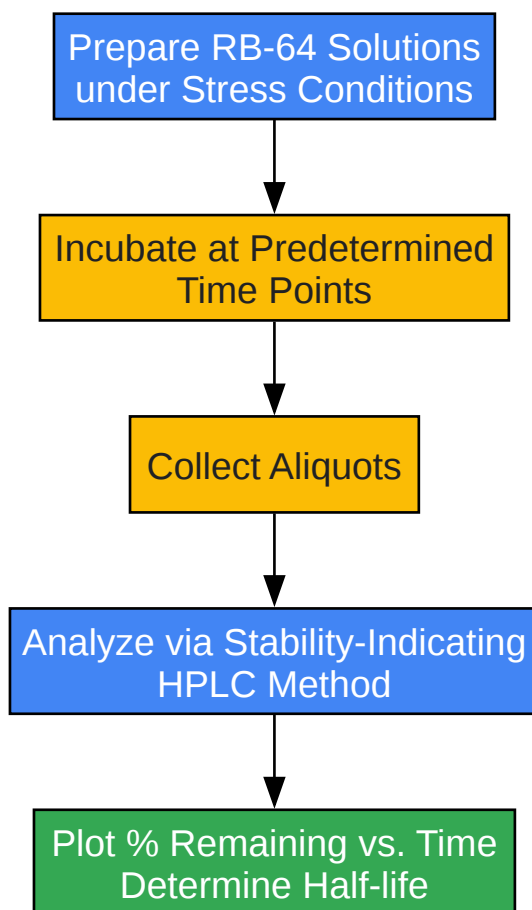 Prepare RB-64 Solutions
under Stress Conditions
Incubate at Predetermined
Time Points
Collect Aliquots
Analyze via Stability-Indicating
HPLC Method
Plot % Remaining vs. Time
Determine Half-life